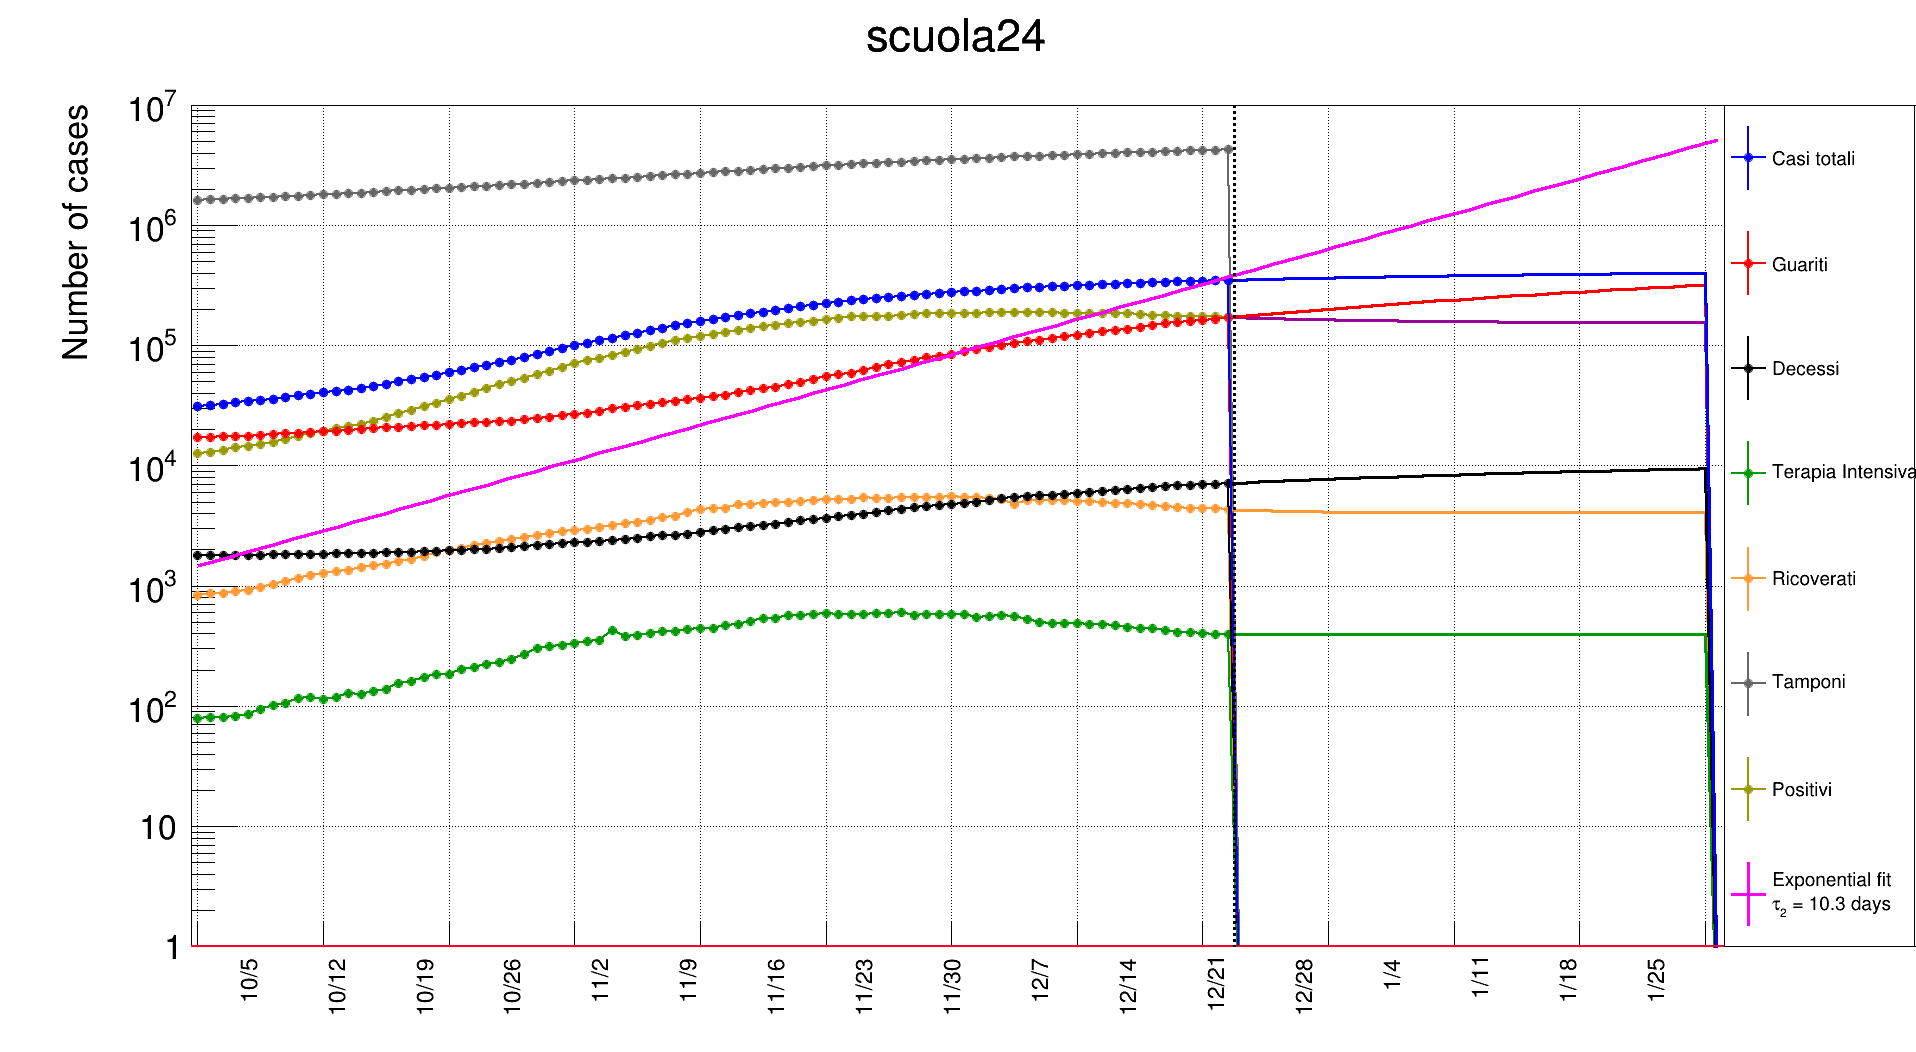 scuola24
Number of cases
10^7
10^6
10^5
10^4
10^3
10^2
10
1
10/5
10/12
10/19
10/26
11/2
11/9
11/16
11/23
11/30
12/7
12/14
12/21
12/28
1/4
1/11
1/18
1/25
Casi totali
Guariti
Decessi
Terapia Intensiva
Ricoverati
Tamponi
Positivi
Exponential fit
τ_2 = 10.3 days